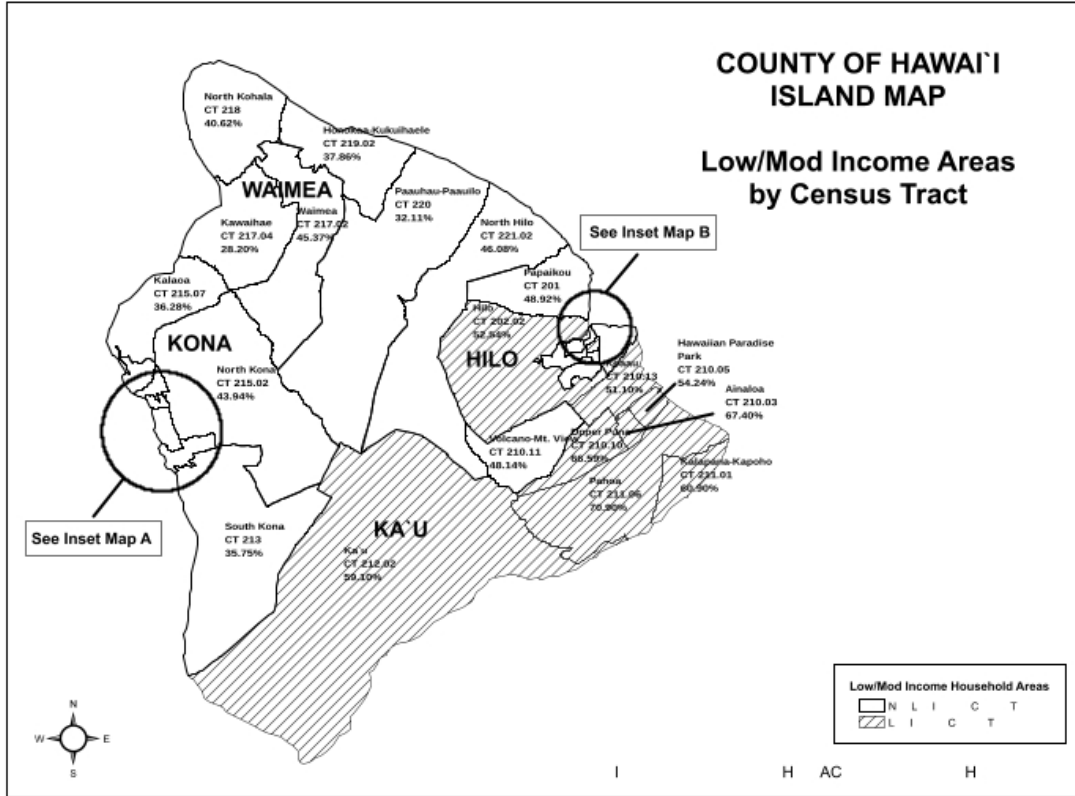 COUNTY OF HAWAI`I
ISLAND MAP
Low/Mod Income Areas
by Census Tract
North Kohala
CT 218
40.62%
Honokaa-Kukuihaele
CT 219.02
37.86%
WAIMEA
Waimea
CT 217.02
45.37%
Paauhau-Paauilo
CT 220
32.11%
Kawaihae
CT 217.04
28.20%
North Hilo
CT 221.02
46.08%
See Inset Map B
Papaikou
CT 201
48.92%
Kalaoa
CT 215.07
36.28%
Hilo
CT 202.02
52.54%
KONA
HILO
North Kona
CT 215.02
43.94%
Keaau
CT 210.13
51.10%
Hawaiian Paradise
Park
CT 210.05
54.24%
Ainaloa
CT 210.03
67.40%
Volcano-Mt. View
CT 210.11
48.14%
Upper Puna
CT 210.10
Kalapana-Kapoho
CT 211.01
60.90%
Pahoa
CT 211.06
70.90%
See Inset Map A
South Kona
CT 213
35.75%
KA`U
Ka`u
CT 212.02
59.10%
N
W
E
S
Low/Mod Income Household Areas
N L I C T
L I C T
I H AC H